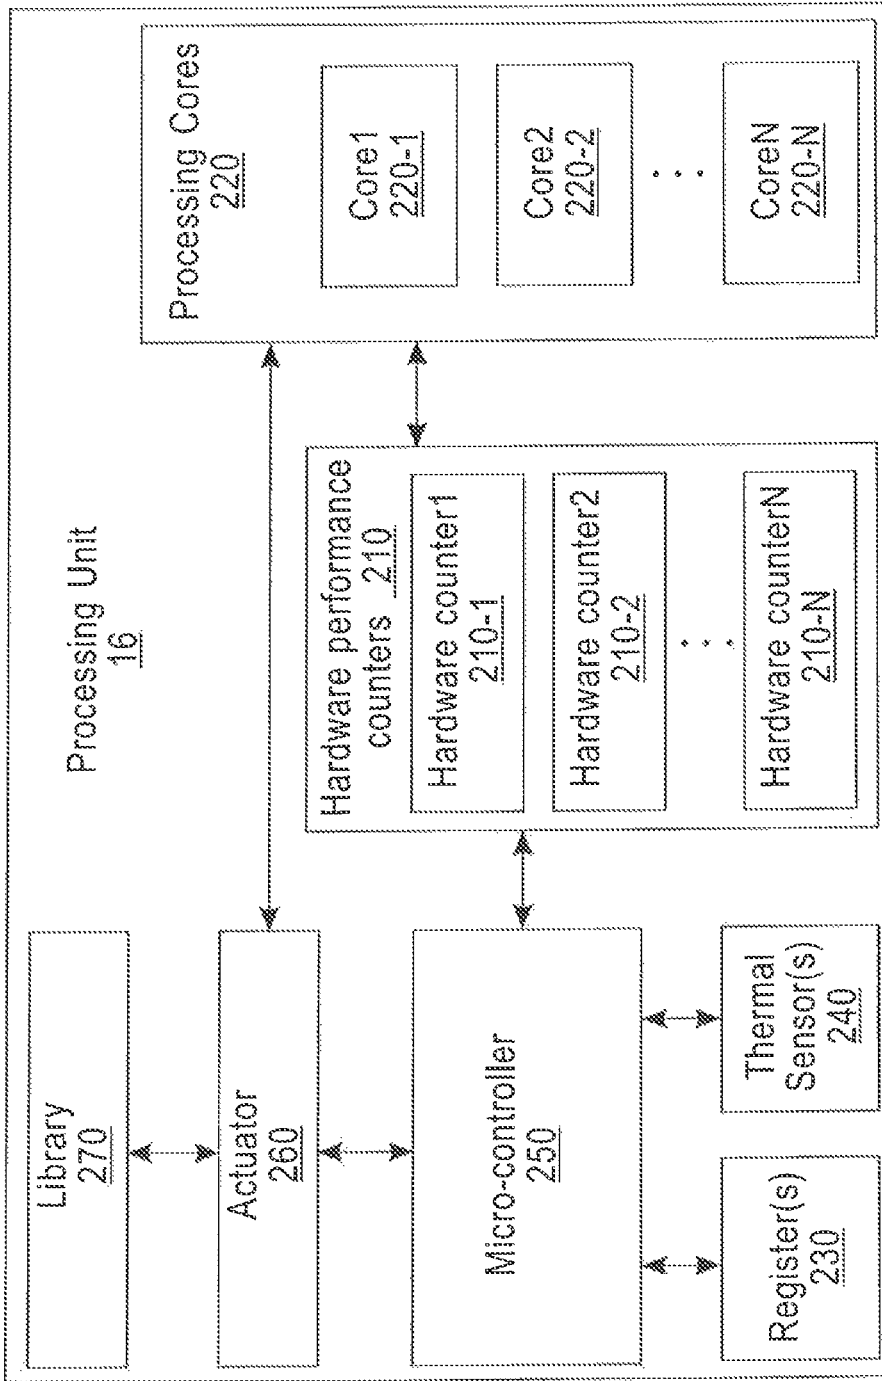 Processing Unit
16
Library
270
Actuator
260
Micro-controller
250
Register(s)
230
Thermal
Sensor(s)
240
Hardware performance
counters 210
Hardware counter1
210-1
Hardware counter2
210-2
. . .
Hardware counterN
210-N
Processing Cores
220
Core1
220-1
Core2
220-2
. . .
CoreN
220-N